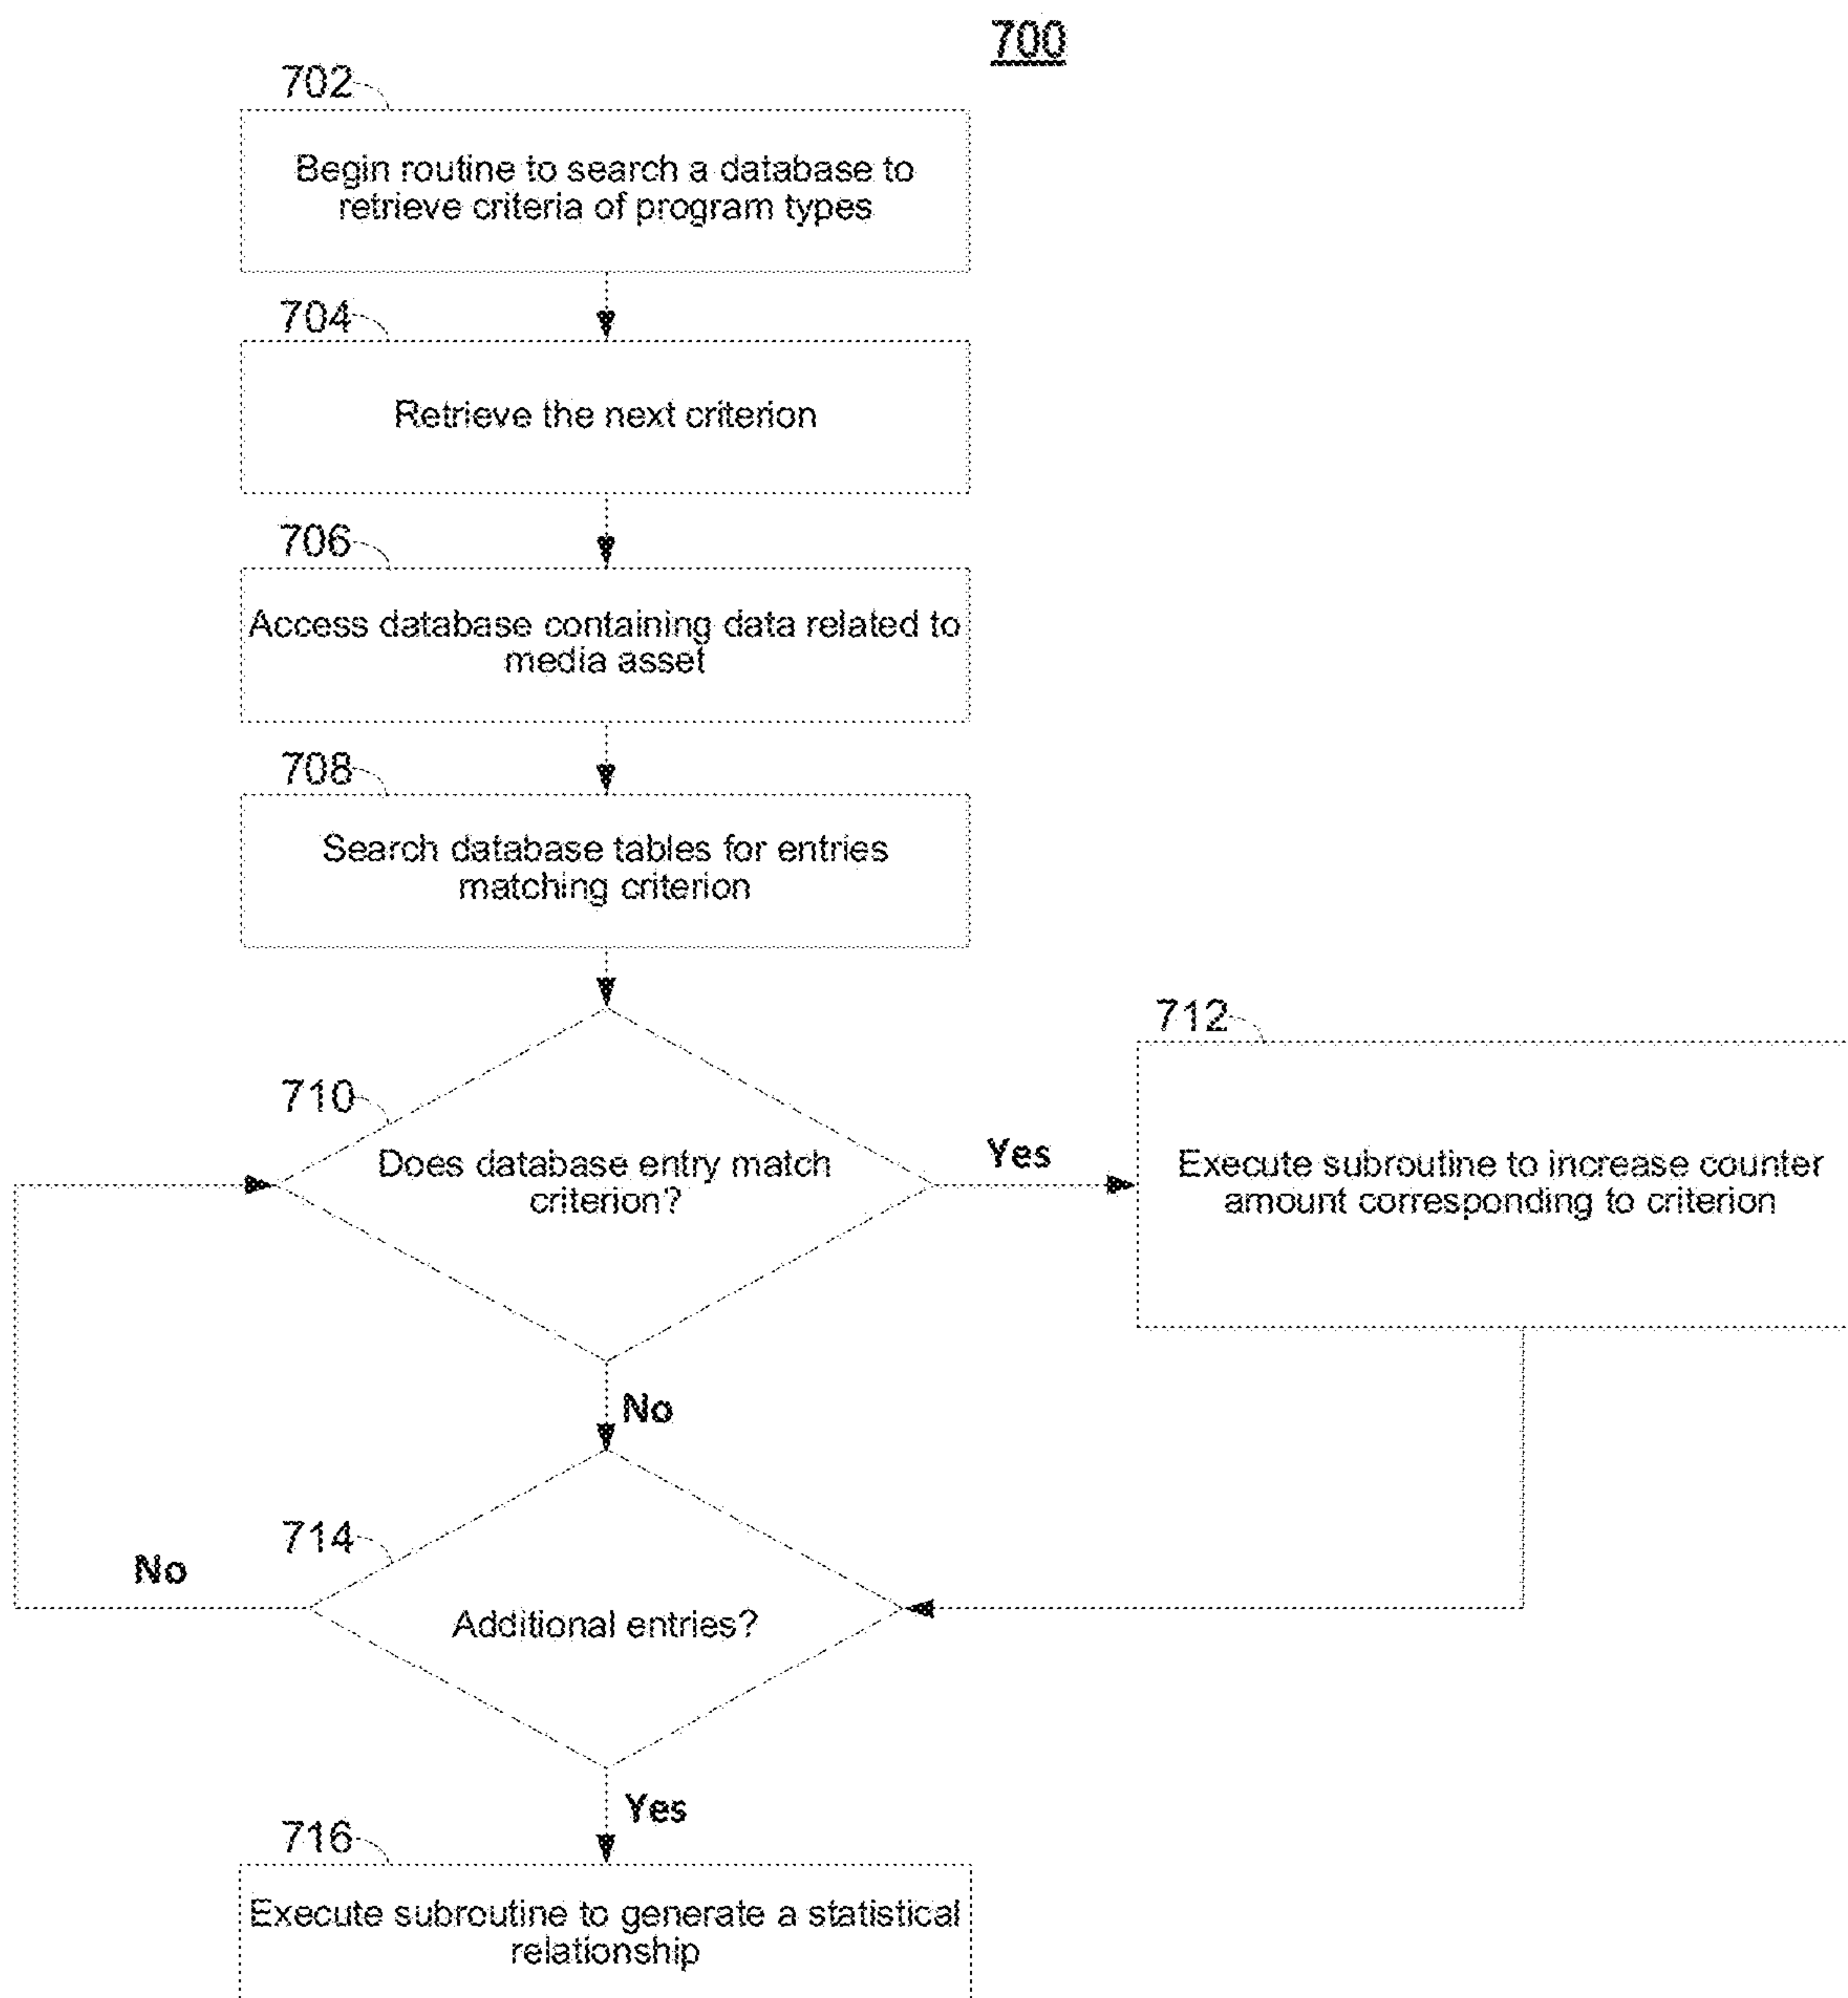 700
702
Begin routine to search a database to
retrieve criteria of program types
704
Retrieve the next criterion
706
Access database containing data related to
media asset
708
Search database tables for entries
matching criterion
710
Does database entry match
criterion?
Yes
712
Execute subroutine to increase counter
amount corresponding to criterion
No
714
No
Additional entries?
Yes
716
Execute subroutine to generate a statistical
relationship